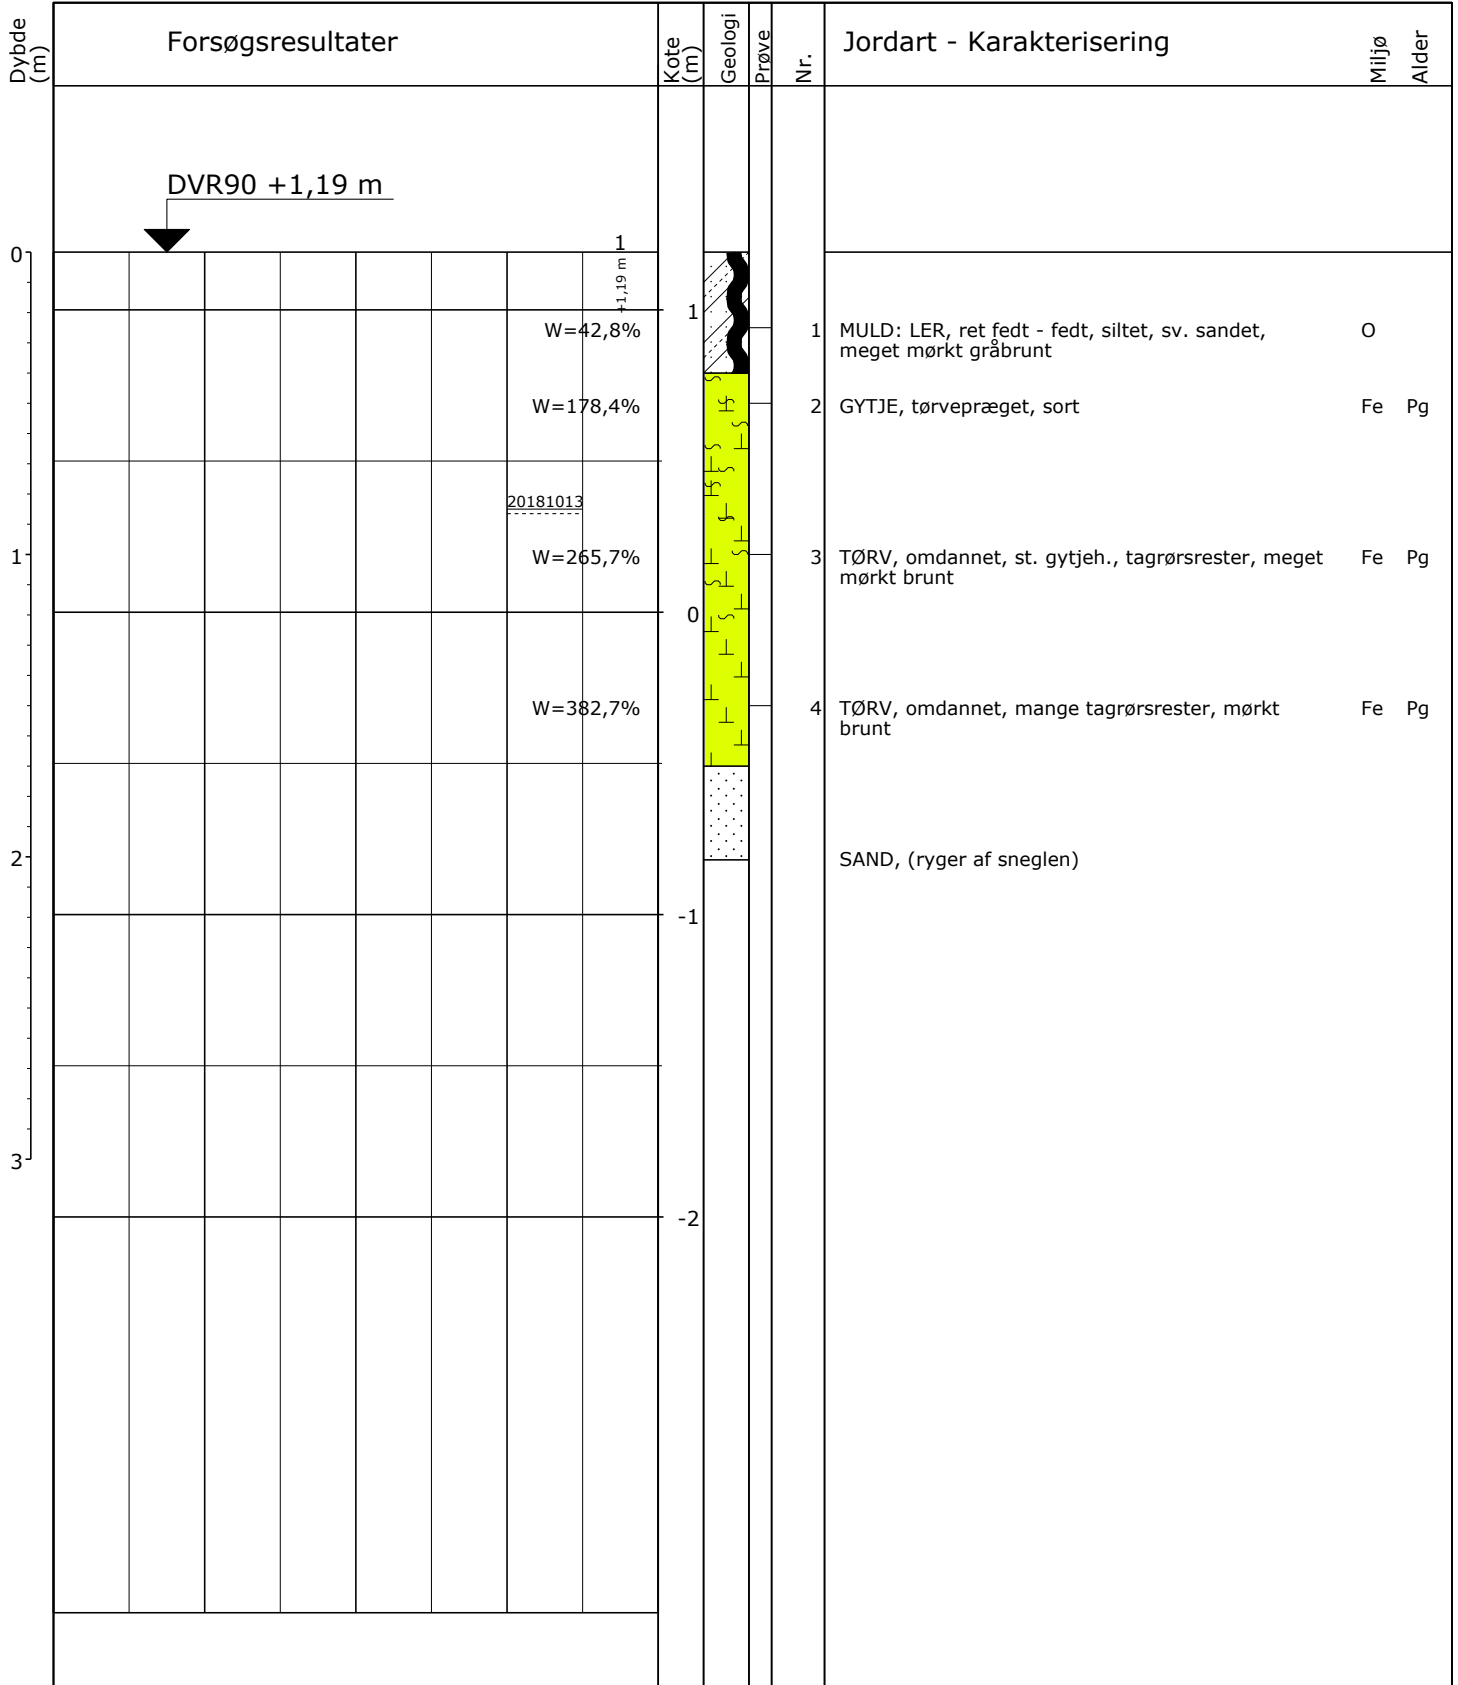 Dybde
(m)
Forsøgsresultater
Kote
(m)
Geologi
Prøve
Nr.
Jordart - Karakterisering
Miljø
Alder
DVR90 +1,19 m
1
+1,19 m
0
1
W=42,8%
1
MULD: LER, ret fedt - fedt, siltet, sv. sandet,
O
meget mørkt gråbrunt
W=178,4%
2
GYTJE, tørvepræget, sort
Fe
Pg
20181013
1
W=265,7%
3
TØRV, omdannet, st. gytjeh., tagrørsrester, meget
Fe
Pg
mørkt brunt
0
W=382,7%
4
TØRV, omdannet, mange tagrørsrester, mørkt
Fe
Pg
brunt
2
SAND, (ryger af sneglen)
-1
3
-2